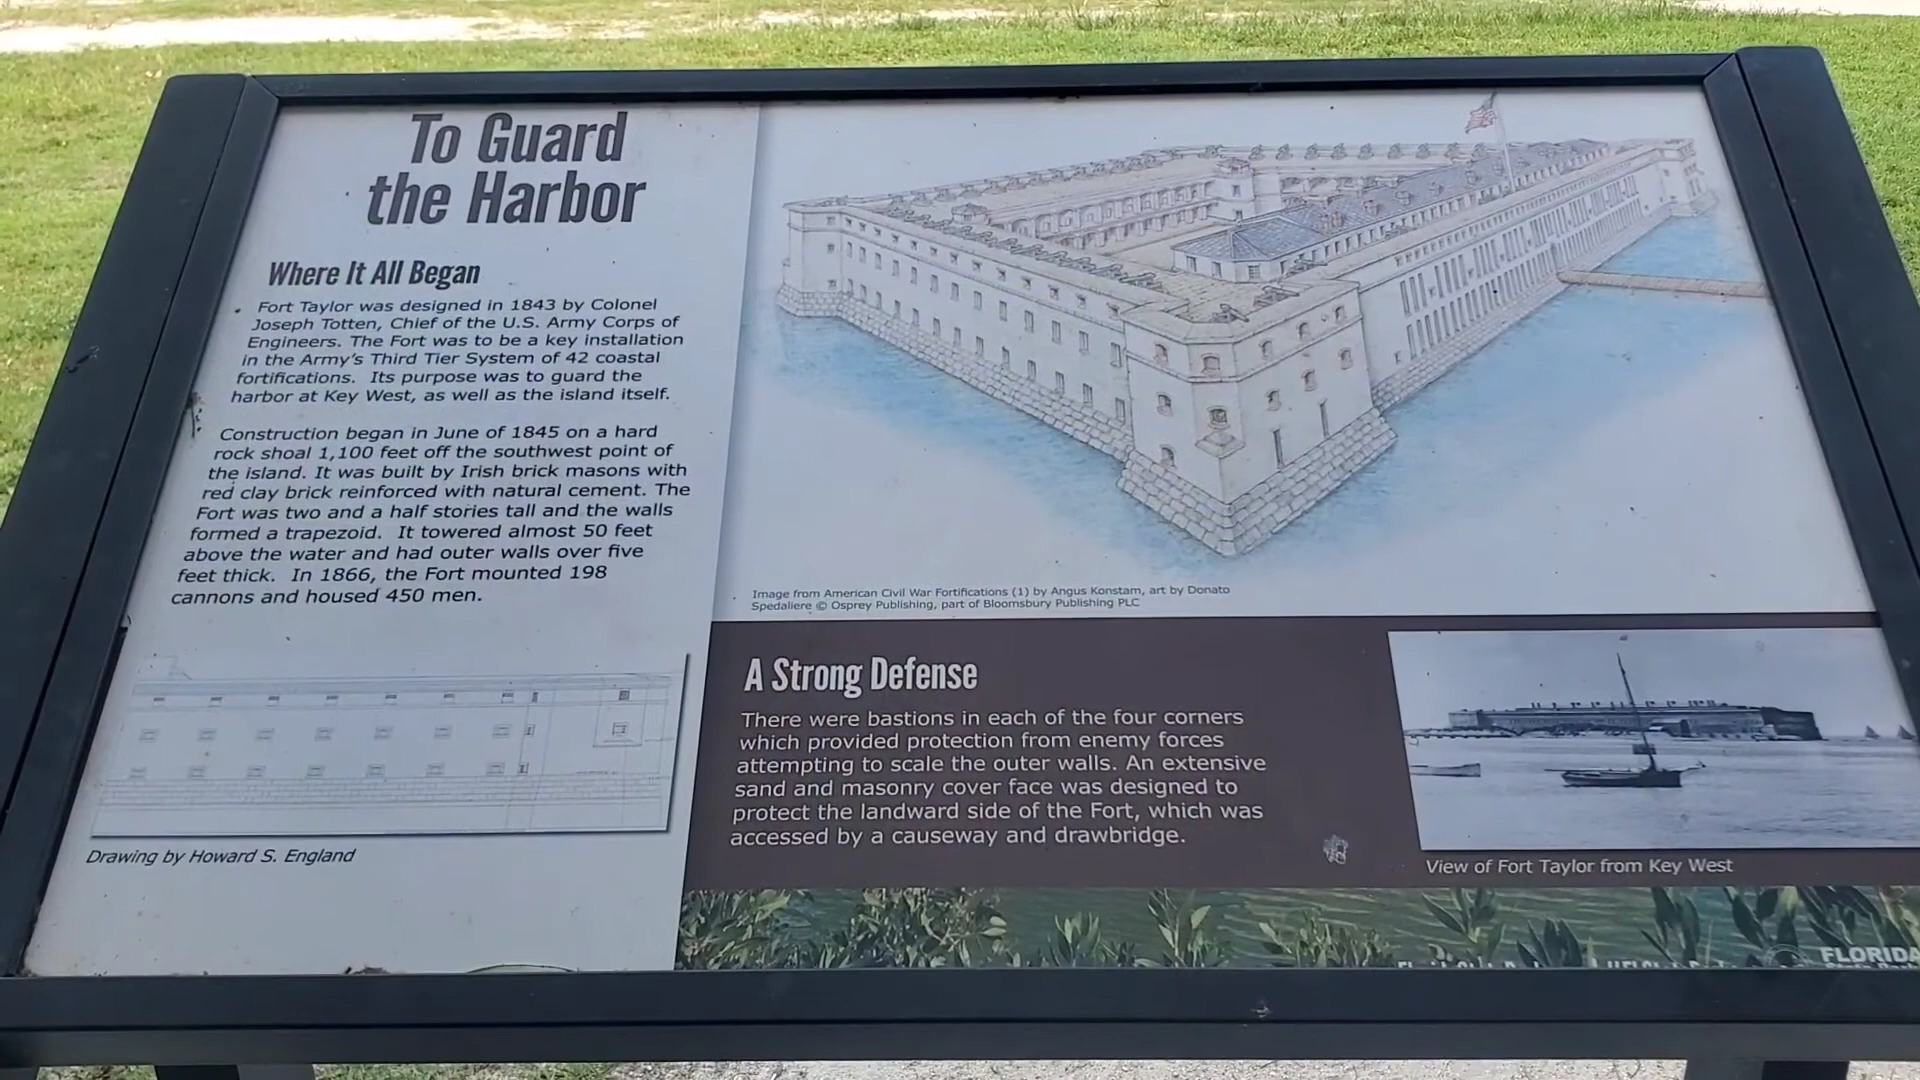 To Guard
the Harbor
Where It All Began
Fort Taylor was designed in 1843 by Colonel
Joseph Totten, Chief of the U.S. Army Corps of
Engineers. The Fort was to be a key installation
in the Army's Third Tier System of 42 coastal
fortifications. Its purpose was to guard the
harbor at Key West, as well as the island itself.
Construction began in June of 1845 on a hard
rock shoal 1,100 feet off the southwest point of
the island. It was built by Irish brick masons with
red clay brick reinforced with natural cement. The
Fort was two and a half stories tall and the walls
formed a trapezoid. It towered almost 50 feet
above the water and had outer walls over five
feet thick. In 1866, the Fort mounted 198
cannons and housed 450 men.
Drawing by Howard S. England
Image from American Civil War Fortifications (1) by Angus Konstam, art by Donato
Spedaliere © Osprey Publishing, part of Bloomsbury Publishing PLC
A Strong Defense
There were bastions in each of the four corners
which provided protection from enemy forces
attempting to scale the outer walls. An extensive
sand and masonry cover face was designed to
protect the landward side of the Fort, which was
accessed by a causeway and drawbridge.
View of Fort Taylor from Key West
FLORIDA